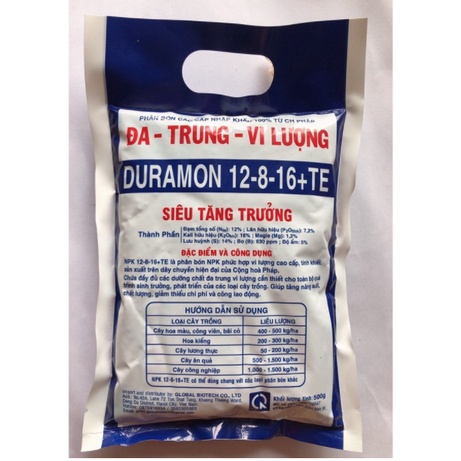 PHÂN BÓN CAO CẤP NHẬP KHẨU 100% TỪ CH PHÁP
ĐA - TRUNG - VI LƯỢNG
DURAMON 12-8-16+TE
SIÊU TĂNG TRƯỞNG
Thành Phần
Đạm tổng số (Nts): 12% ; Lân hữu hiệu (P2O5hh): 7,2%
Kali hữu hiệu (K2Ohh): 16% ; Magie (Mg): 1,2%
Lưu huỳnh (S): 14% ; Bo (B): 830 ppm ; Độ ẩm: 5%
ĐẶC ĐIỂM VÀ CÔNG DỤNG
NPK 12-8-16+TE là phân bón NPK phức hợp vi lượng cao cấp, tinh khiết
sản xuất trên dây chuyền hiện đại của Cộng hoà Pháp.
Chứa đầy đủ các dưỡng chất đa trung vi lượng cần thiết cho toàn bộ quá
trình sinh trưởng, phát triển của các loại cây trồng. Giúp tăng năng suất,
chất lượng, giảm thiểu chi phí và công lao động.
HƯỚNG DẪN SỬ DỤNG
LOẠI CÂY TRỒNG LIỀU LƯỢNG
Cây hoa màu, công viên, bãi cỏ 400 - 500 kg/ha
Hoa kiểng 200 - 300 kg/ha
Cây lương thực 50 - 200 kg/ha
Cây ăn quả 500 - 1.500 kg/ha
Cây công nghiệp 1.000 - 1.500 kg/ha
NPK 12-8-16+TE có thể dùng chung với các loại phân bón khác
Import and distributor by GLOBAL BIOTECH CO., LTD
Khối lượng tịnh: 500g